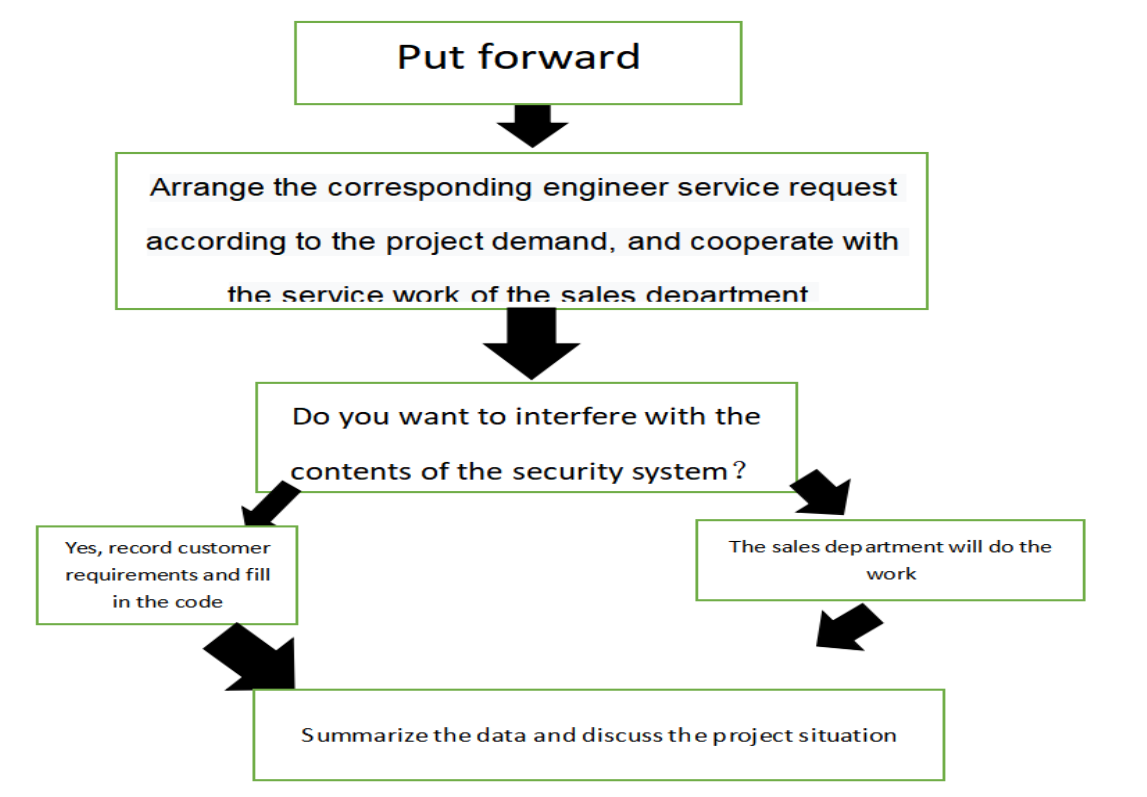 Put forward
Arrange the corresponding engineer service request
according to the project demand, and cooperate with
the service work of the sales department
Do you want to interfere with the
contents of the security system？
Yes, record customer
requirements and fill
in the code
The sales department will do the
work
Summarize the data and discuss the project situation